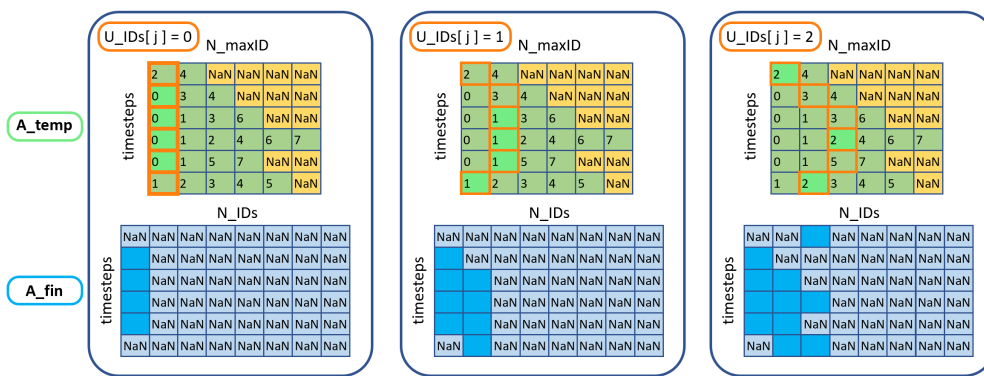 A_temp
A_fin
U_IDs[ j ] = 0
N_maxID
timesteps
2 4 NaN NaN NaN NaN
0 3 4 NaN NaN NaN
0 1 3 6 NaN NaN
0 1 2 4 6 7
0 1 5 7 NaN NaN
1 2 3 4 5 NaN
N_IDs
timesteps
NaN NaN NaN NaN NaN NaN NaN NaN
NaN NaN NaN NaN NaN NaN NaN
NaN NaN NaN NaN NaN NaN NaN
NaN NaN NaN NaN NaN NaN NaN
NaN NaN NaN NaN NaN NaN NaN
NaN NaN NaN NaN NaN NaN NaN NaN
U_IDs[ j ] = 1
N_maxID
timesteps
2 4 NaN NaN NaN NaN
0 3 4 NaN NaN NaN
0 1 3 6 NaN NaN
0 1 2 4 6 7
0 1 5 7 NaN NaN
1 2 3 4 5 NaN
N_IDs
timesteps
NaN NaN NaN NaN NaN NaN NaN NaN
NaN NaN NaN NaN NaN NaN NaN
NaN NaN NaN NaN NaN NaN
NaN NaN NaN NaN NaN NaN
NaN NaN NaN NaN NaN NaN
NaN NaN NaN NaN NaN NaN NaN
U_IDs[ j ] = 2
N_maxID
timesteps
2 4 NaN NaN NaN NaN
0 3 4 NaN NaN NaN
0 1 3 6 NaN NaN
0 1 2 4 6 7
0 1 5 7 NaN NaN
1 2 3 4 5 NaN
N_IDs
timesteps
NaN NaN NaN NaN NaN NaN NaN
NaN NaN NaN NaN NaN NaN NaN
NaN NaN NaN NaN NaN NaN
NaN NaN NaN NaN NaN
NaN NaN NaN NaN NaN NaN
NaN NaN NaN NaN NaN NaN